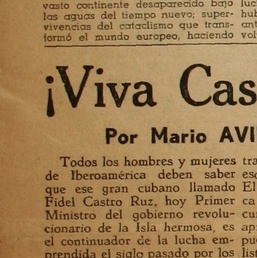 vasto continente desaparecido bajo
las aguas del tiempo nuevo; super-
vivencias del cataclismo que trans-
formó el mundo europeo, haciendo
¡Viva Cas
Por Mario AVI
Todos los hombres y mujeres
de Iberoamérica deben saber
que ese gran cubano llamado
Fidel Castro Ruz, hoy Primer
Ministro del gobierno revolu-
cionario de la Isla hermosa, es
el continuador de la lucha em-
prendida el siglo pasado por los